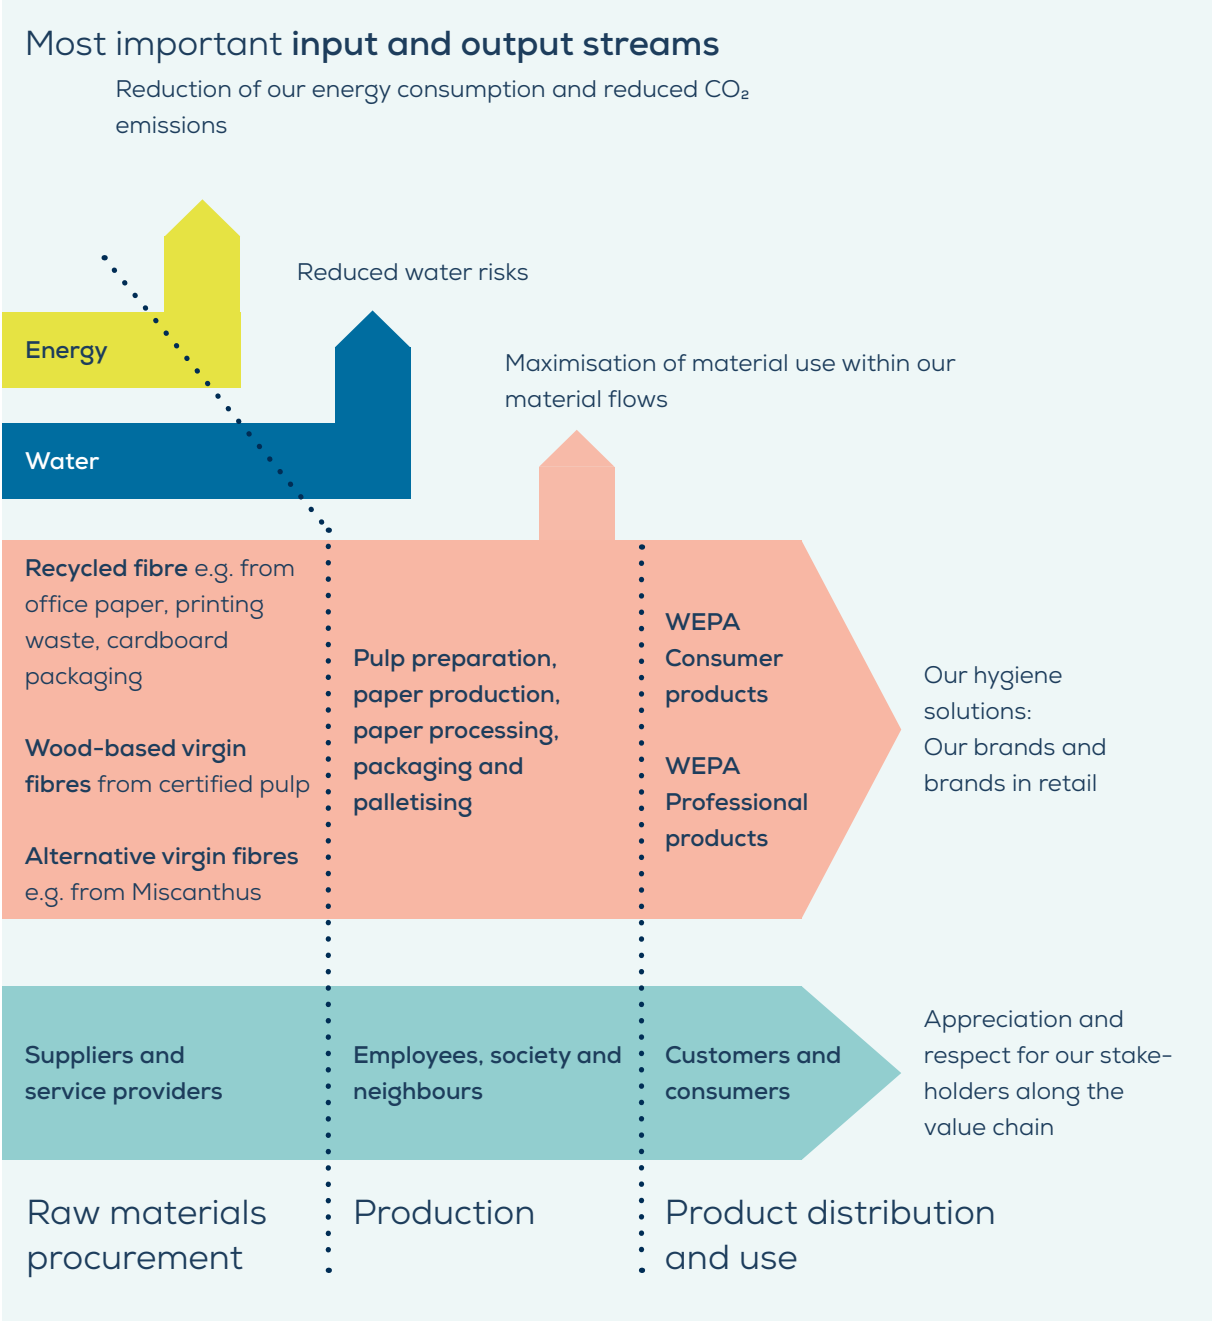 Most important input and output streams
Reduction of our energy consumption and reduced CO₂
emissions
Reduced water risks
Energy
Maximisation of material use within our
material flows
Water
Recycled fibre e.g. from
office paper, printing
waste, cardboard
packaging
Wood-based virgin
fibres from certified pulp
Alternative virgin fibres
e.g. from Miscanthus
Pulp preparation,
paper production,
paper processing,
packaging and
palletising
WEPA
Consumer
products
WEPA
Professional
products
Our hygiene
solutions:
Our brands and
brands in retail
Suppliers and
service providers
Employees, society and
neighbours
Customers and
consumers
Appreciation and
respect for our stake-
holders along the
value chain
Raw materials
procurement
Production
Product distribution
and use